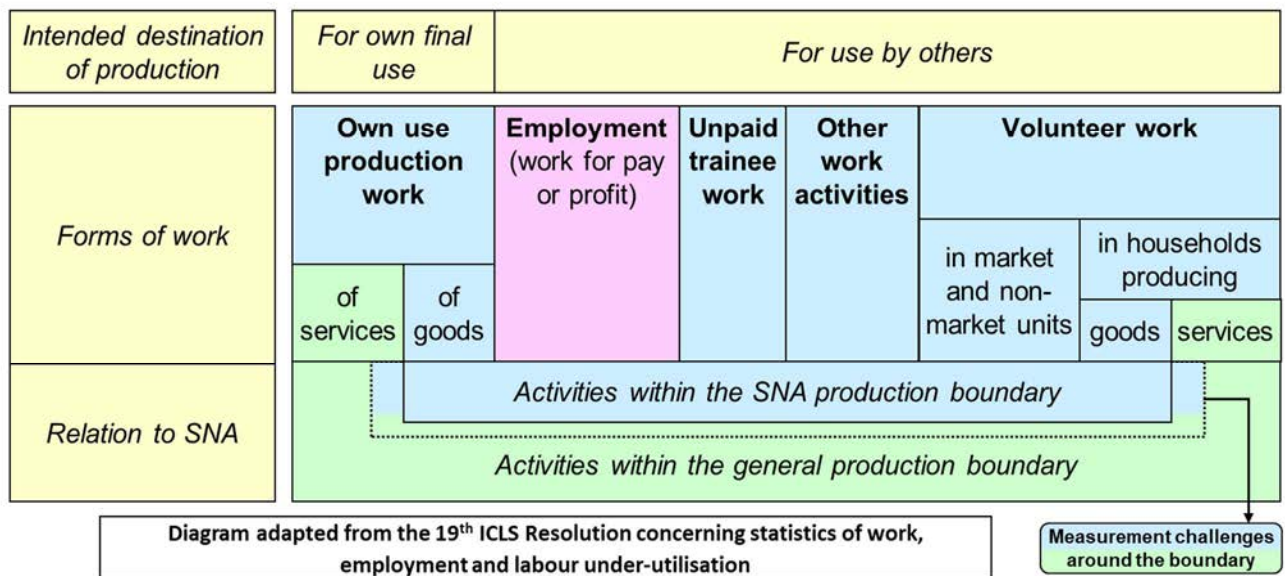 Intended destination
of production
For own final
use
For use by others
Forms of work
Own use
production
work
Employment
(work for pay
or profit)
Unpaid
trainee
work
Other
work
activities
Volunteer work
of
services
of
goods
in market
and non-
market units
in households
producing
goods
services
Relation to SNA
Activities within the SNA production boundary
Activities within the general production boundary
Diagram adapted from the 19th ICLS Resolution concerning statistics of work,
employment and labour under-utilisation
Measurement challenges
around the boundary